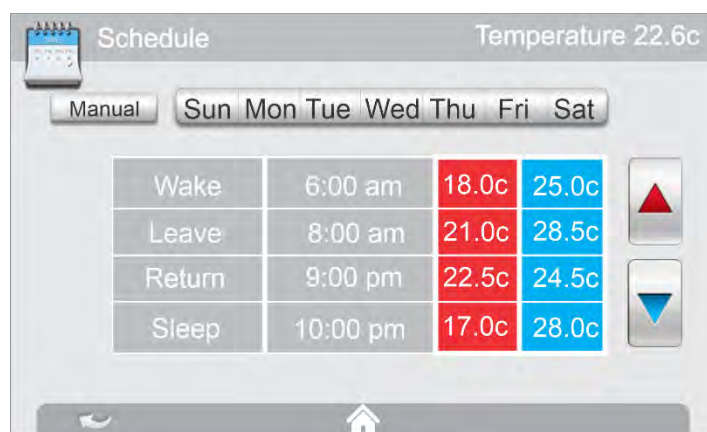 Schedule Temperature 22.6c
Manual Sun Mon Tue Wed Thu Fri Sat
Wake 6:00 am 18.0c 25.0c
Leave 8:00 am 21.0c 28.5c
Return 9:00 pm 22.5c 24.5c
Sleep 10:00 pm 17.0c 28.0c